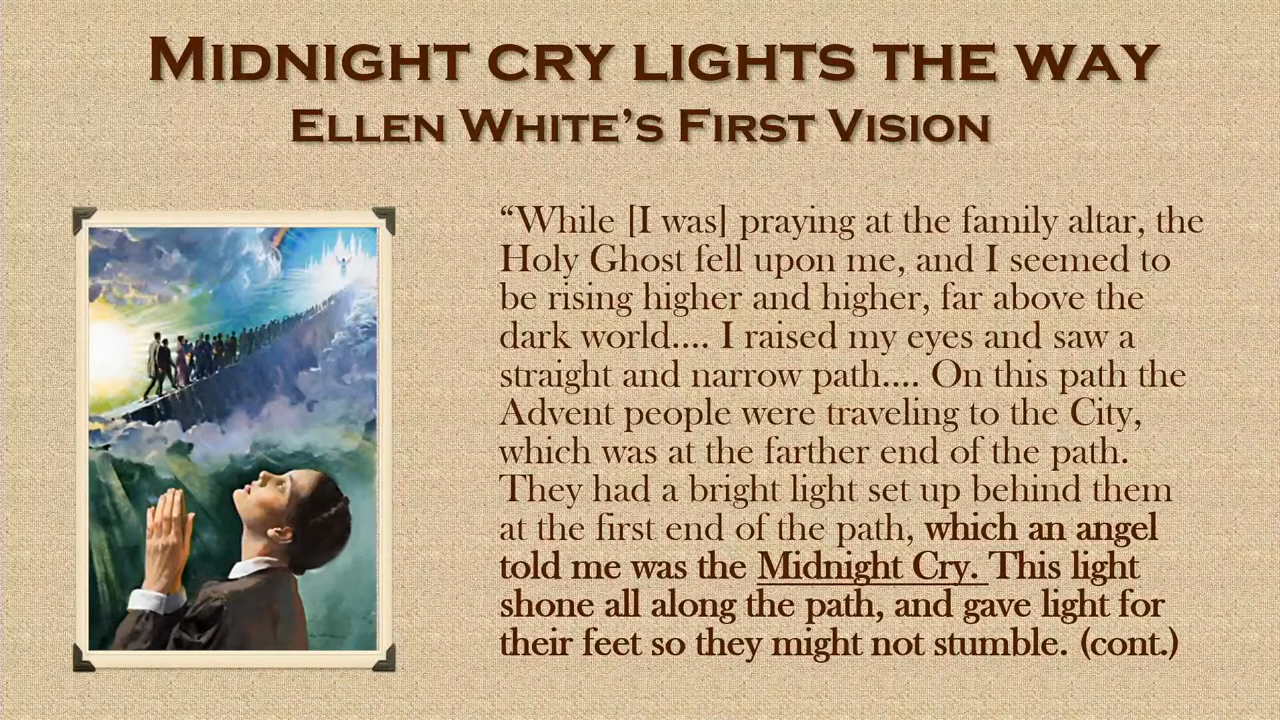 Midnight cry lights the way
Ellen White’s First Vision
“While [I was] praying at the family altar, the
Holy Ghost fell upon me, and I seemed to
be rising higher and higher, far above the
dark world.... I raised my eyes and saw a
straight and narrow path.... On this path the
Advent people were traveling to the City,
which was at the farther end of the path.
They had a bright light set up behind them
at the first end of the path, which an angel
told me was the Midnight Cry. This light
shone all along the path, and gave light for
their feet so they might not stumble. (cont.)